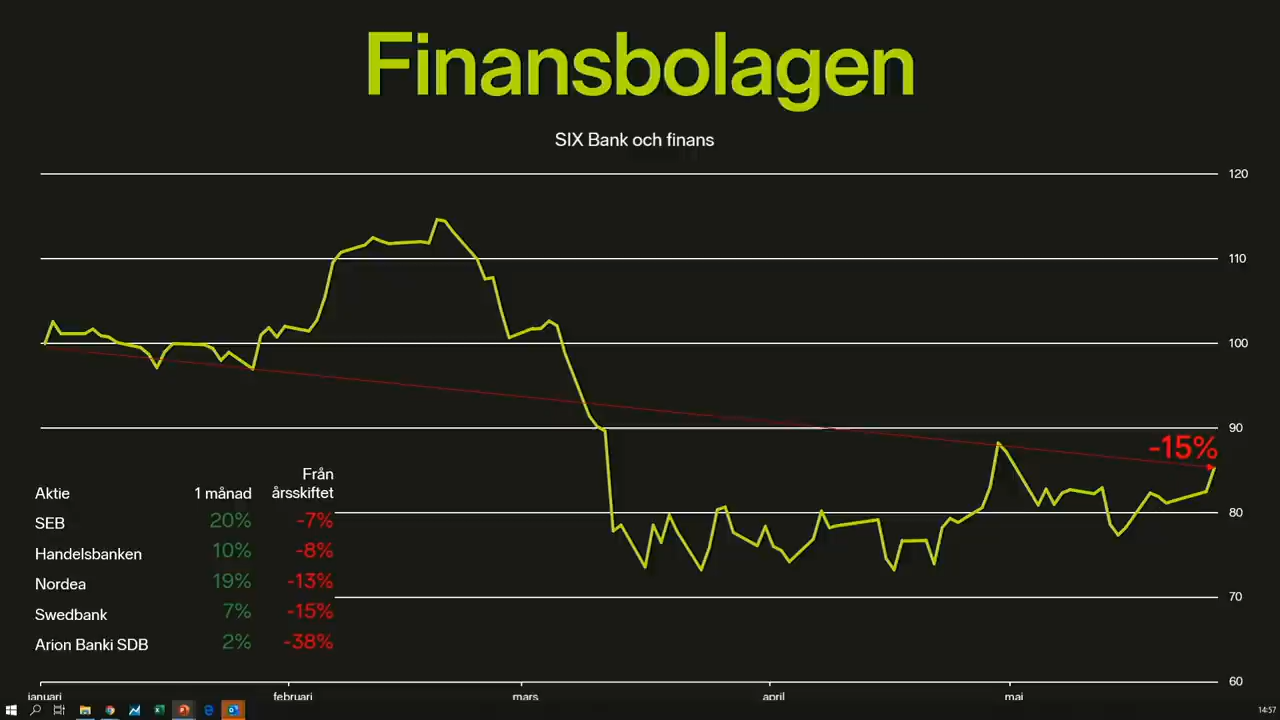 Finansbolagen
SIX Bank och finans
120
110
100
90
-15%
80
70
60
Från
Aktie 1 månad årsskiftet
SEB 20% -7%
Handelsbanken 10% -8%
Nordea 19% -13%
Swedbank 7% -15%
Arion Banki SDB 2% -38%
januari februari mars april maj
14:57